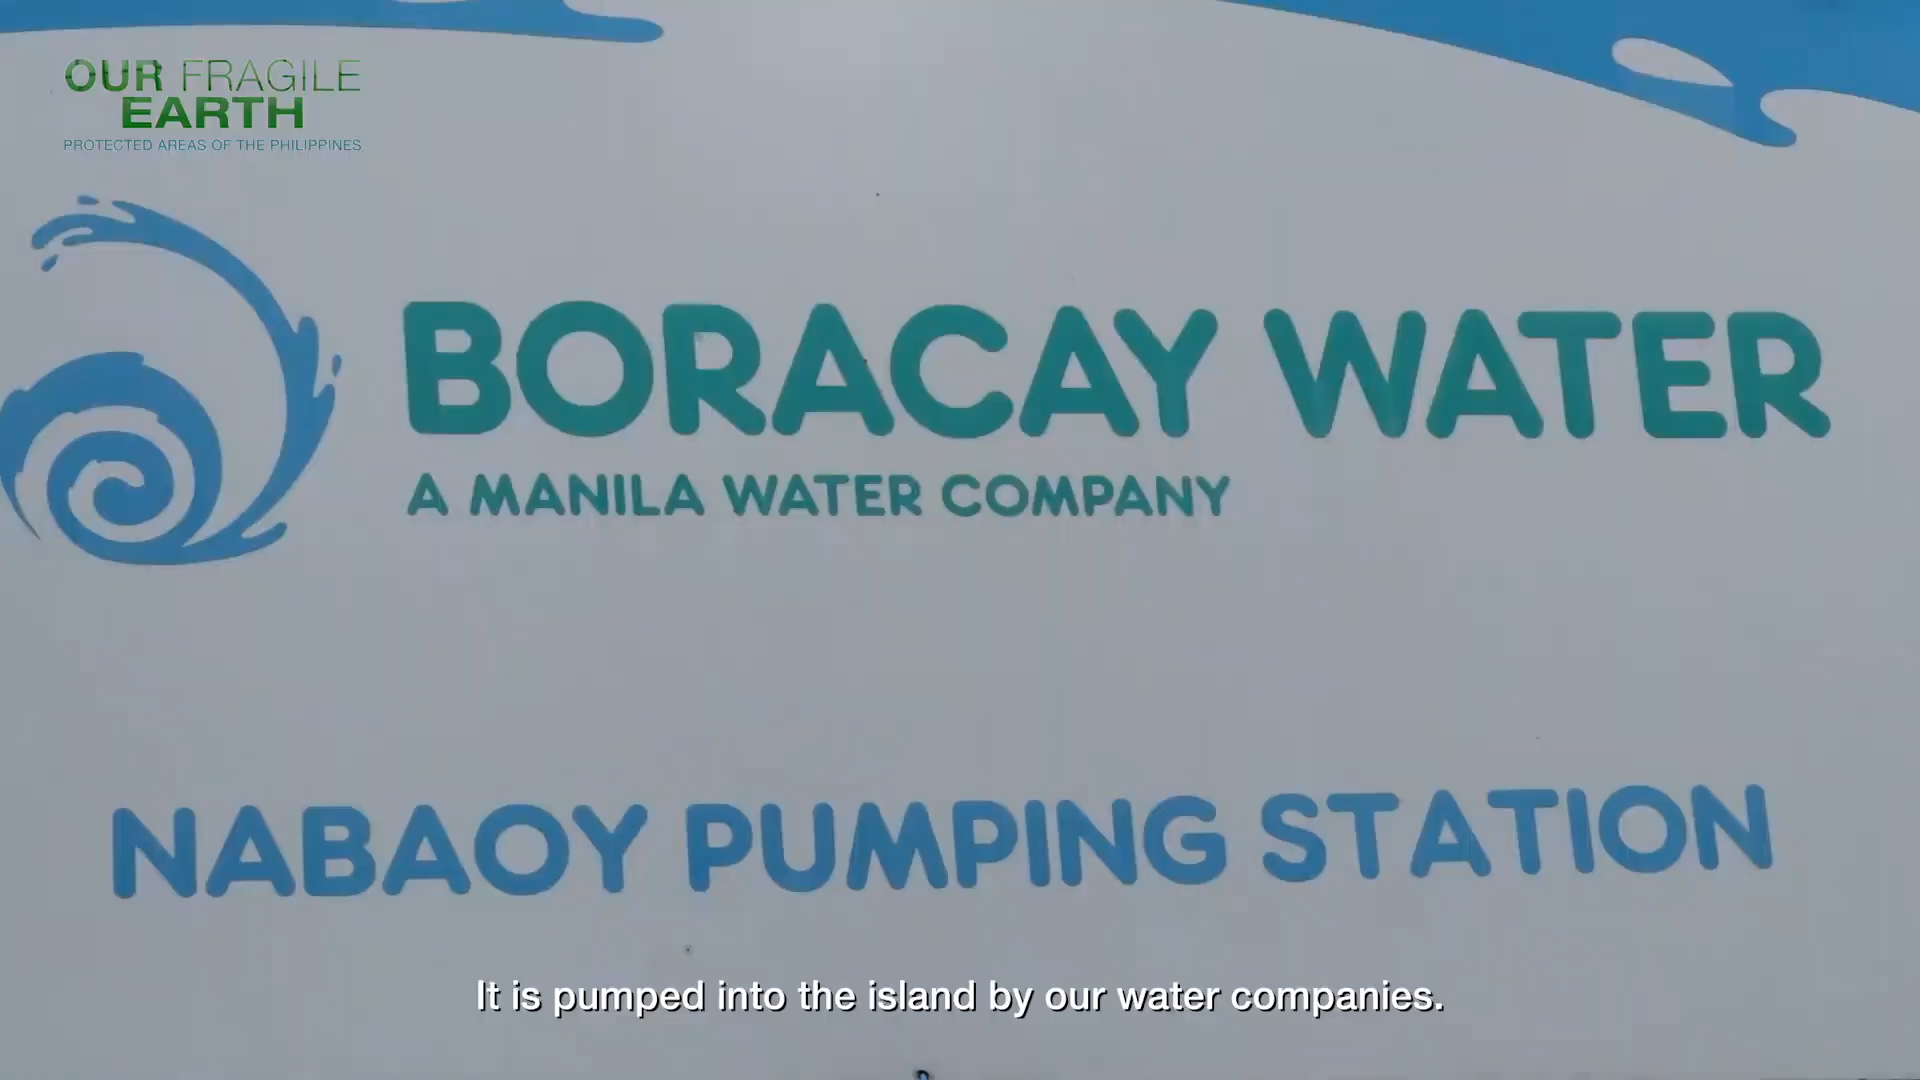 OUR FRAGILE
EARTH
PROTECTED AREAS OF THE PHILIPPINES
BORACAY WATER
A MANILA WATER COMPANY
NABAOY PUMPING STATION
It is pumped into the island by our water companies.